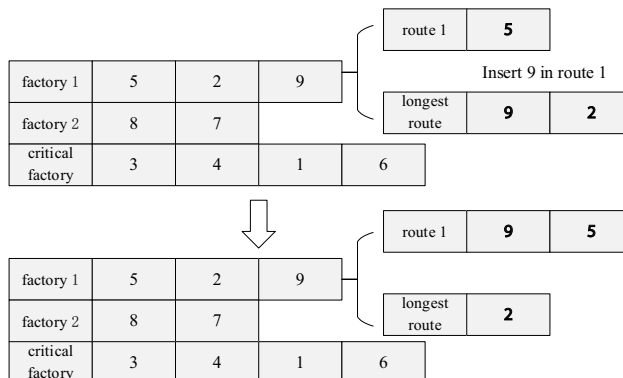 route 1 5
Insert 9 in route 1
factory 1 5 2 9
longest
route 9 2
factory 2 8 7
critical
factory 3 4 1 6
route 1 9 5
factory 1 5 2 9
longest
route 2
factory 2 8 7
critical
factory 3 4 1 6